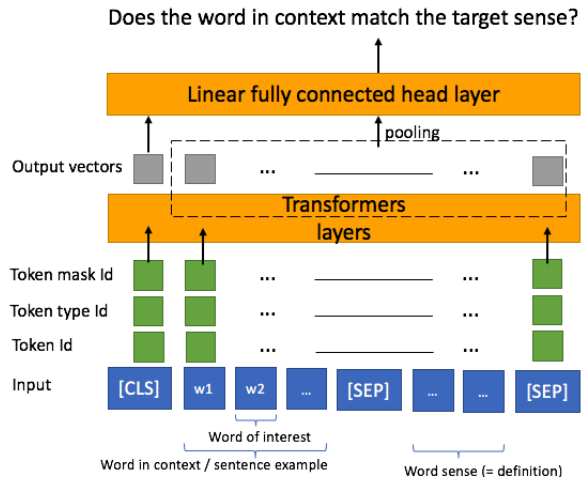 Does the word in context match the target sense?
Linear fully connected head layer
pooling
Output vectors
... ...
Transformers
layers
Token mask Id
... ...
Token type Id
... ...
Token Id
... ...
Input [CLS] w1 w2 ... [SEP] ... ... [SEP]
Word of interest
Word in context / sentence example
Word sense (= definition)